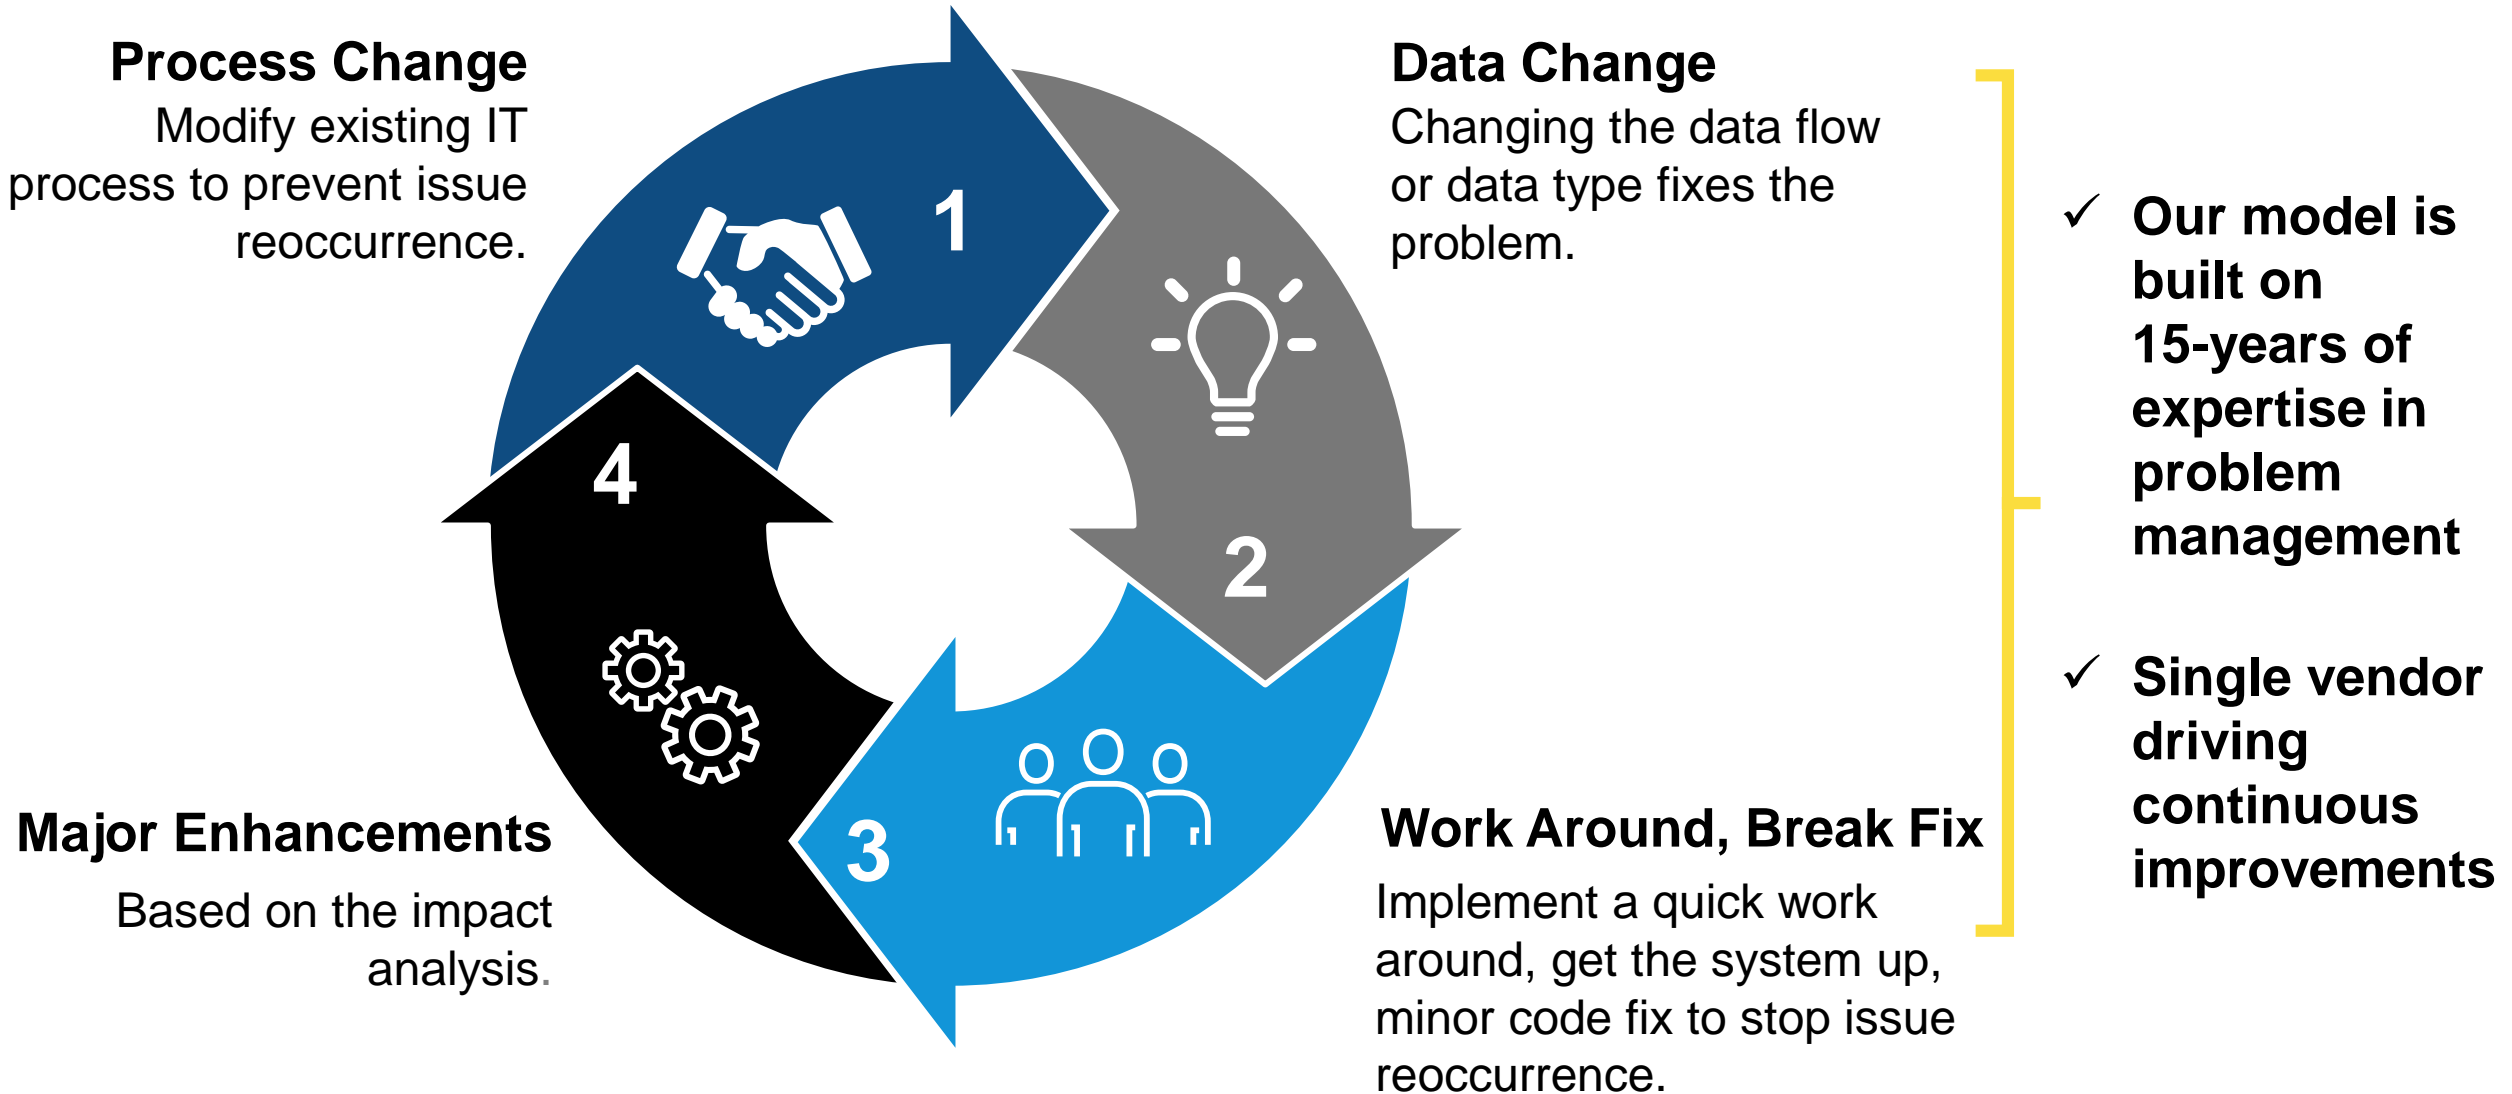 Process Change
Modify existing IT
process to prevent issue
reoccurrence.
1
Data Change
Changing the data flow
or data type fixes the
problem.
2
Work Around, Break Fix
Implement a quick work
around, get the system up,
minor code fix to stop issue
reoccurrence.
3
Major Enhancements
Based on the impact
analysis.
4
✓ Our model is
built on
15-years of
expertise in
problem
management
✓ Single vendor
driving
continuous
improvements